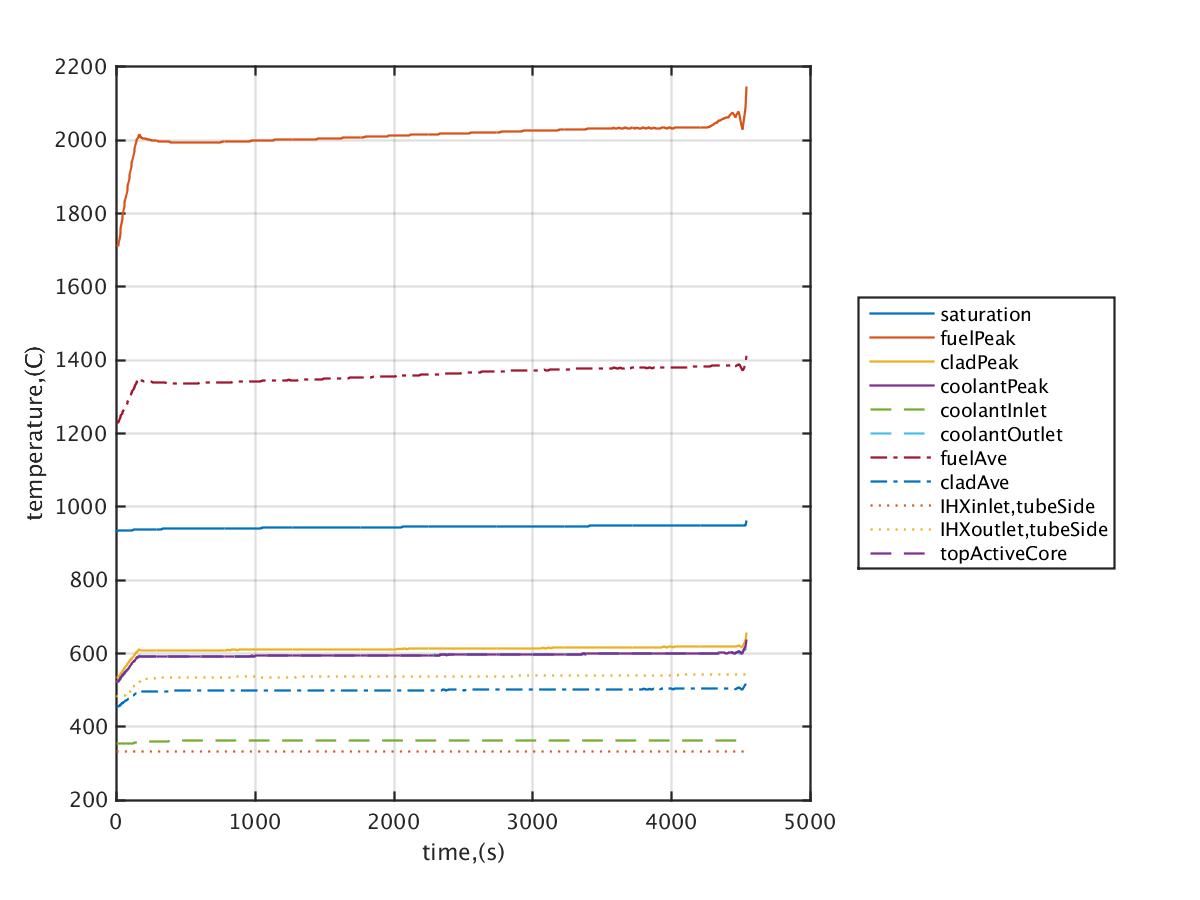 2200
2000
1800
1600
1400
1200
1000
800
600
400
200
temperature,(C)
0 1000 2000 3000 4000 5000
time,(s)
saturation
fuelPeak
cladPeak
coolantPeak
coolantInlet
coolantOutlet
fuelAve
cladAve
IHXinlet,tubeSide
IHXoutlet,tubeSide
topActiveCore